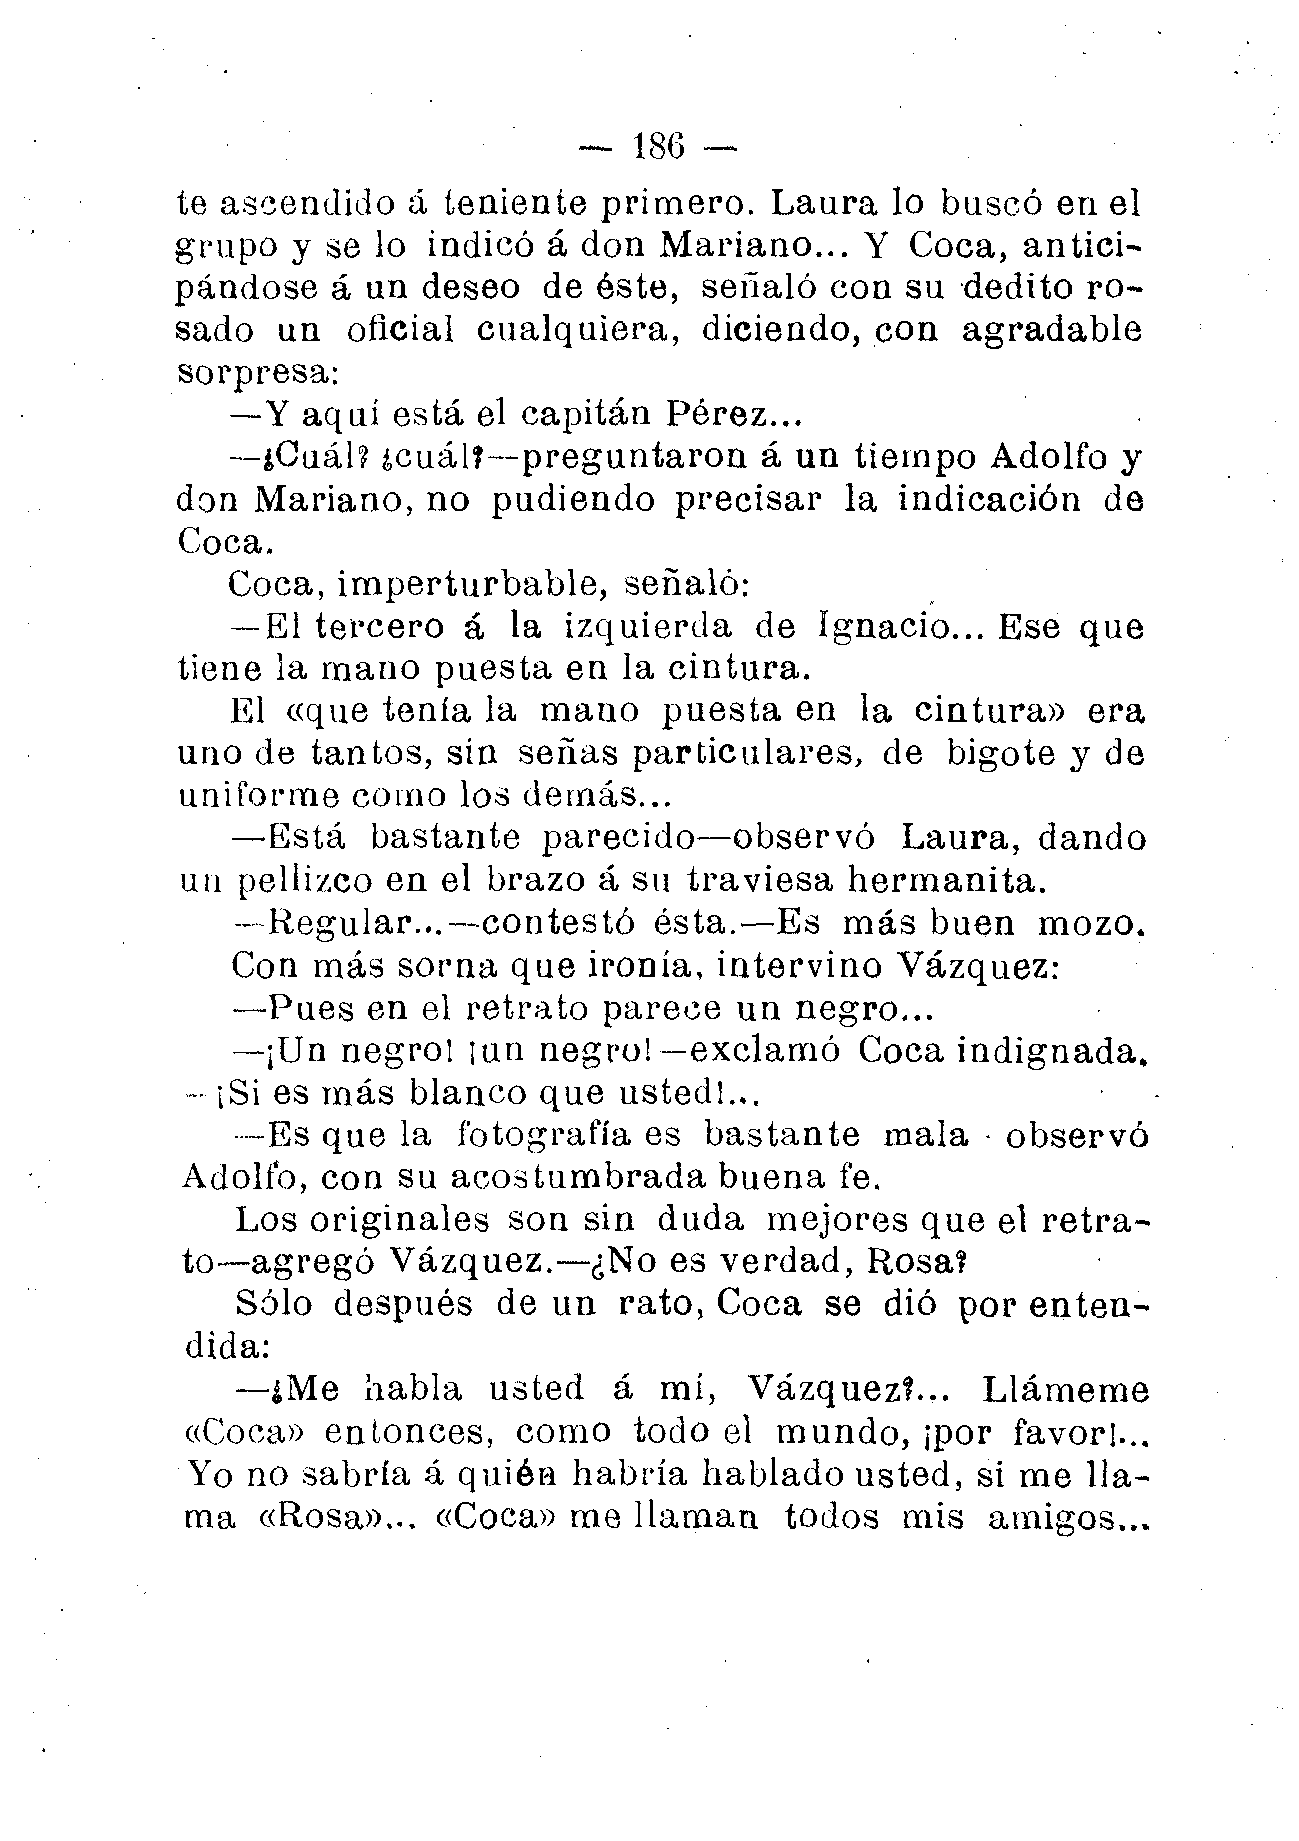 — 186 —
te ascendido á teniente primero. Laura lo buscó en el
grupo y se lo indicó á don Mariano... Y Coca, antici-
pándose á un deseo de éste, señaló con su dedito ro-
sado un oficial cualquiera, diciendo, con agradable
sorpresa:
—Y aquí está el capitán Pérez...
—¿Cuál? ¿cuál?—preguntaron á un tiempo Adolfo y
don Mariano, no pudiendo precisar la indicación de
Coca.
Coca, imperturbable, señaló:
—El tercero á la izquierda de Ignacio... Ese que
tiene la mano puesta en la cintura.
El «que tenía la mano puesta en la cintura» era
uno de tantos, sin señas particulares, de bigote y de
uniforme como los demás...
—Está bastante parecido—observó Laura, dando
un pellizco en el brazo á su traviesa hermanita.
—Regular...—contestó ésta.—Es más buen mozo.
Con más sorna que ironía, intervino Vázquez:
—Pues en el retrato parece un negro...
—¡Un negro! ¡un negro!—exclamó Coca indignada.
—¡Si es más blanco que usted!...
—Es que la fotografía es bastante mala - observó
Adolfo, con su acostumbrada buena fe.
Los originales son sin duda mejores que el retra-
to—agregó Vázquez.—¿No es verdad, Rosa?
Sólo después de un rato, Coca se dió por enten-
dida:
—¿Me habla usted á mí, Vázquez?... Llámeme
«Coca» entonces, como todo el mundo, ¡por favor!...
Yo no sabría á quién habría hablado usted, si me lla-
ma «Rosa»... «Coca» me llaman todos mis amigos...